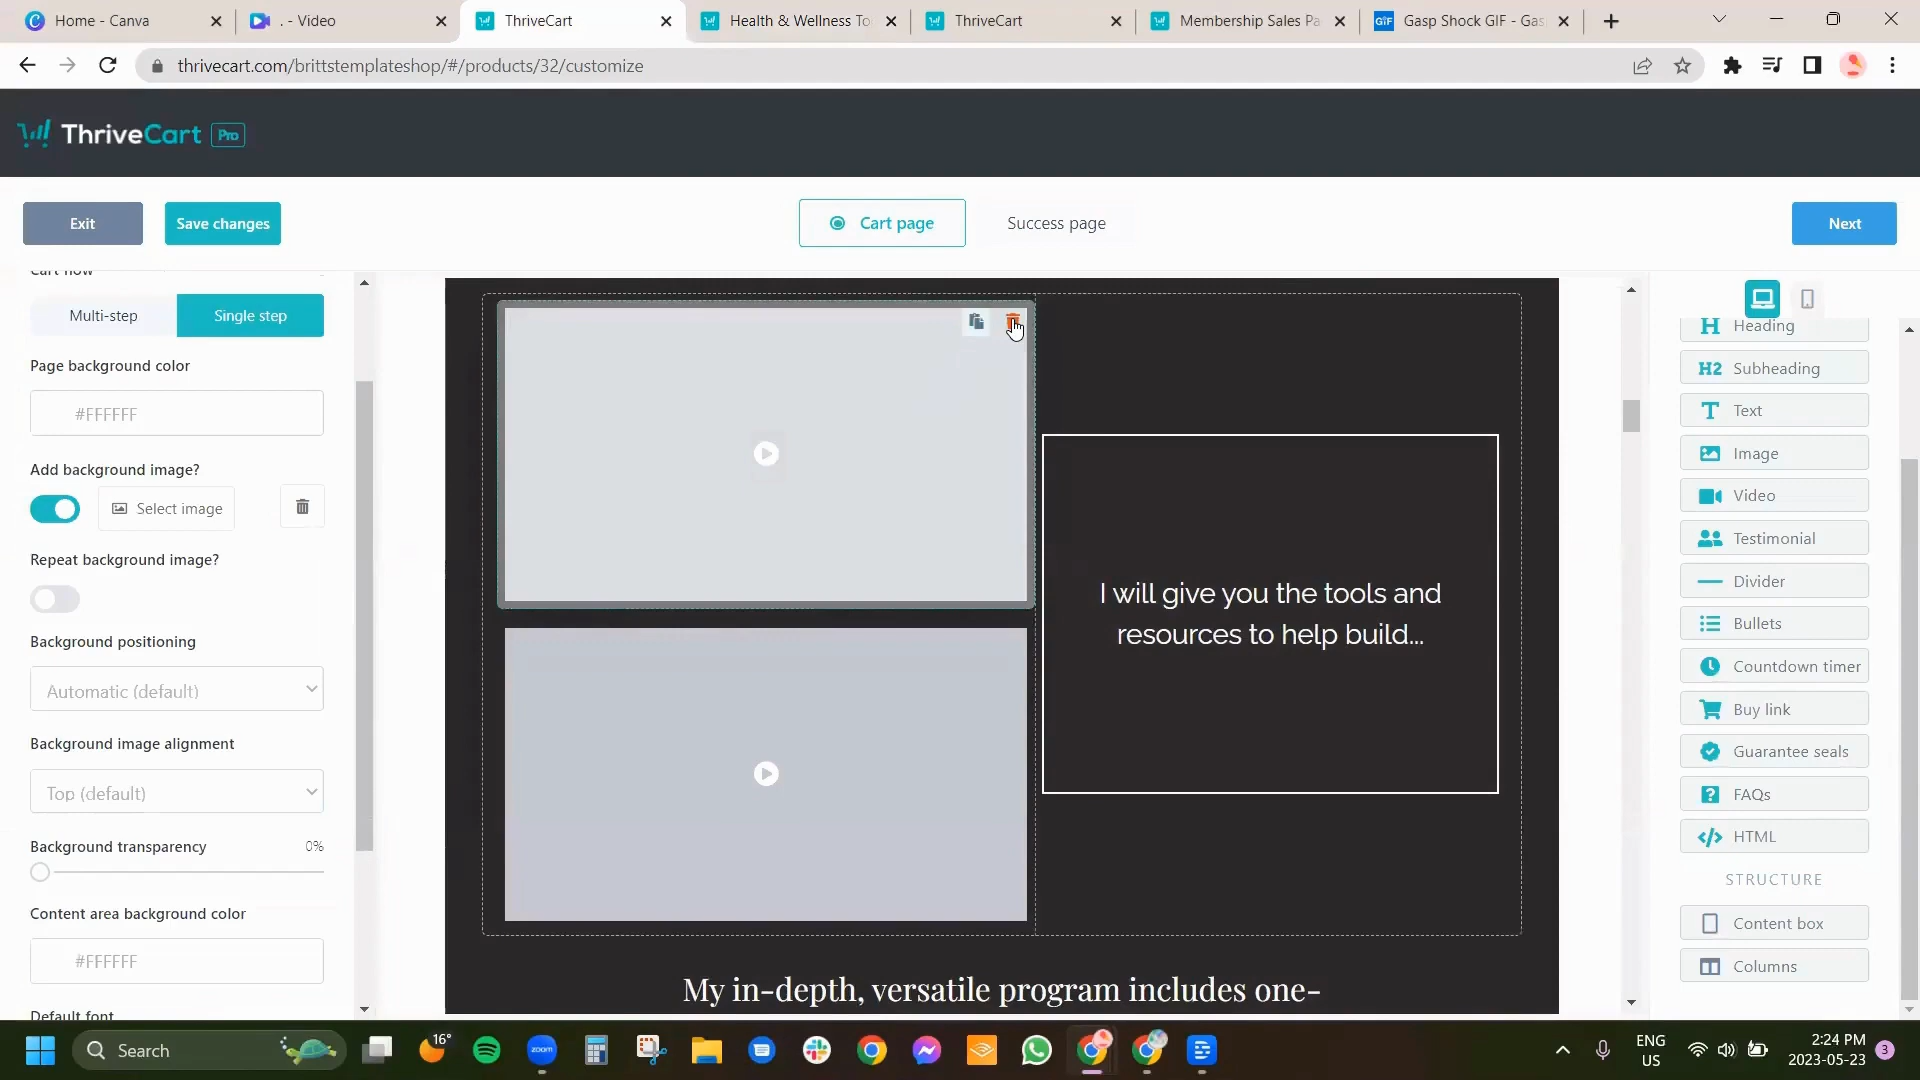 Home - Canva
. - Video
ThriveCart
Health & Wellness To
ThriveCart
Membership Sales Pa
GIF
Gasp Shock GIF - Gas
thrivecart.com/brittstemplateshop/#/products/32/customize
ThriveCart Pro
Exit
Save changes
Cart page
Success page
Next
Cart flow
Multi-step
Single step
Page background color
#FFFFFF
Add background image?
Select image
Repeat background image?
Background positioning
Automatic (default)
Background image alignment
Top (default)
Background transparency
0%
Content area background color
#FFFFFF
Default font
I will give you the tools and
resources to help build...
My in-depth, versatile program includes one-
H Heading
H2 Subheading
T Text
Image
Video
Testimonial
Divider
Bullets
Countdown timer
Buy link
Guarantee seals
FAQs
HTML
STRUCTURE
Content box
Columns
Search
16°
zoom
ENG
US
2:24 PM
2023-05-23
3